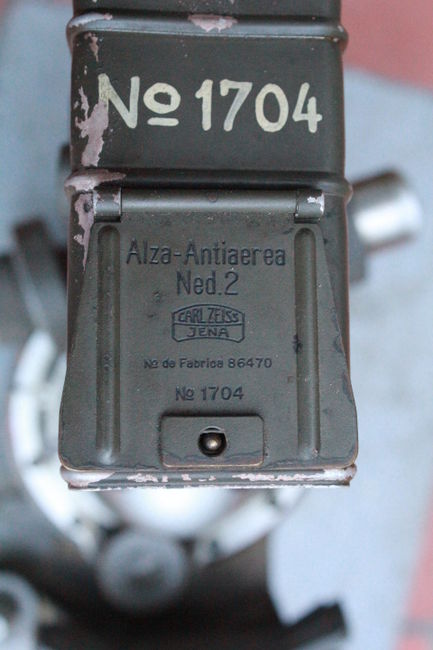 No 1704
Alza-Antiaerea
Ned.2
CARL ZEISS
JENA
No de Fabrica 86470
No 1704